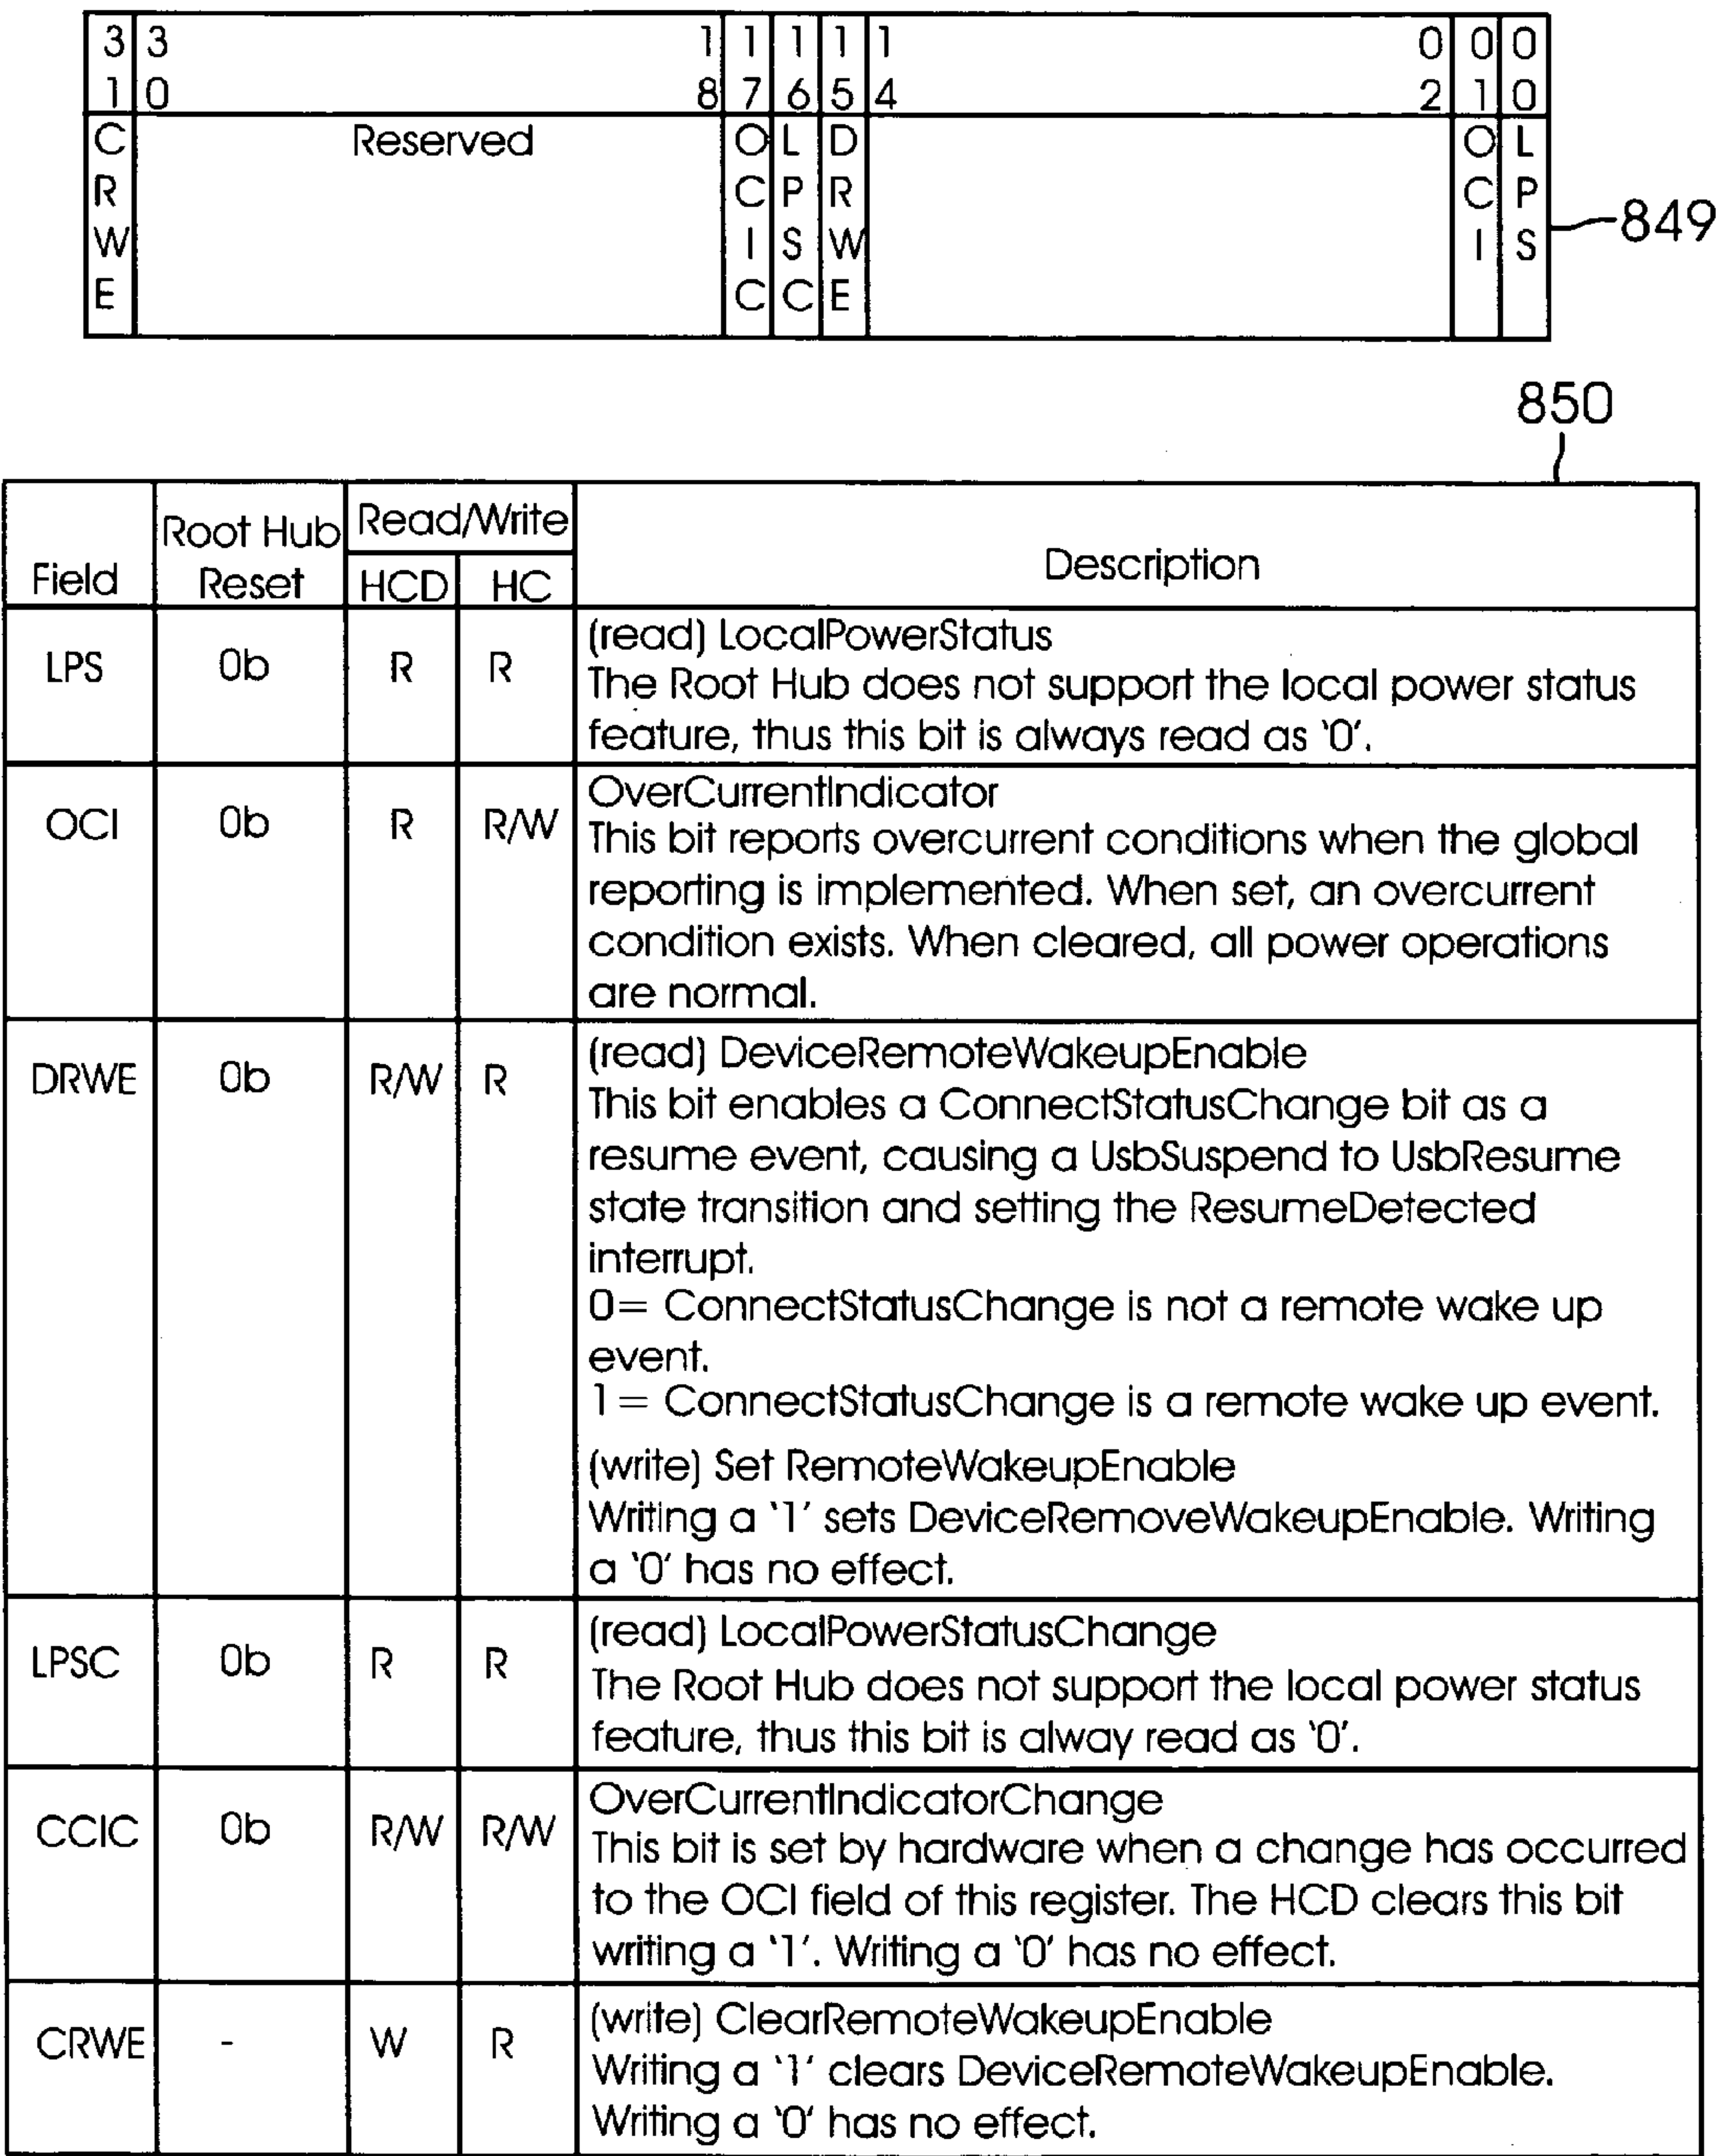 3 3 1 1 1 1 1 0 0 0
1 0 8 7 6 5 4 2 1 0
C Reserved O L D O L
R C P R C P
W I S W I S
E C C E
849
850
Field Root Hub Reset Read/Write Description
HCD HC
LPS 0b R R (read) LocalPowerStatus
The Root Hub does not support the local power status
feature, thus this bit is always read as '0'.
OCI 0b R R/W OverCurrentIndicator
This bit reports overcurrent conditions when the global
reporting is implemented. When set, an overcurrent
condition exists. When cleared, all power operations
are normal.
DRWE 0b R/W R (read) DeviceRemoteWakeupEnable
This bit enables a ConnectStatusChange bit as a
resume event, causing a UsbSuspend to UsbResume
state transition and setting the ResumeDetected
interrupt.
0= ConnectStatusChange is not a remote wake up
event.
1= ConnectStatusChange is a remote wake up event.
(write) Set RemoteWakeupEnable
Writing a '1' sets DeviceRemoveWakeupEnable. Writing
a '0' has no effect.
LPSC 0b R R (read) LocalPowerStatusChange
The Root Hub does not support the local power status
feature, thus this bit is alway read as '0'.
CCIC 0b R/W R/W OverCurrentIndicatorChange
This bit is set by hardware when a change has occurred
to the OCI field of this register. The HCD clears this bit
writing a '1'. Writing a '0' has no effect.
CRWE - W R (write) ClearRemoteWakeupEnable
Writing a '1' clears DeviceRemoteWakeupEnable.
Writing a '0' has no effect.